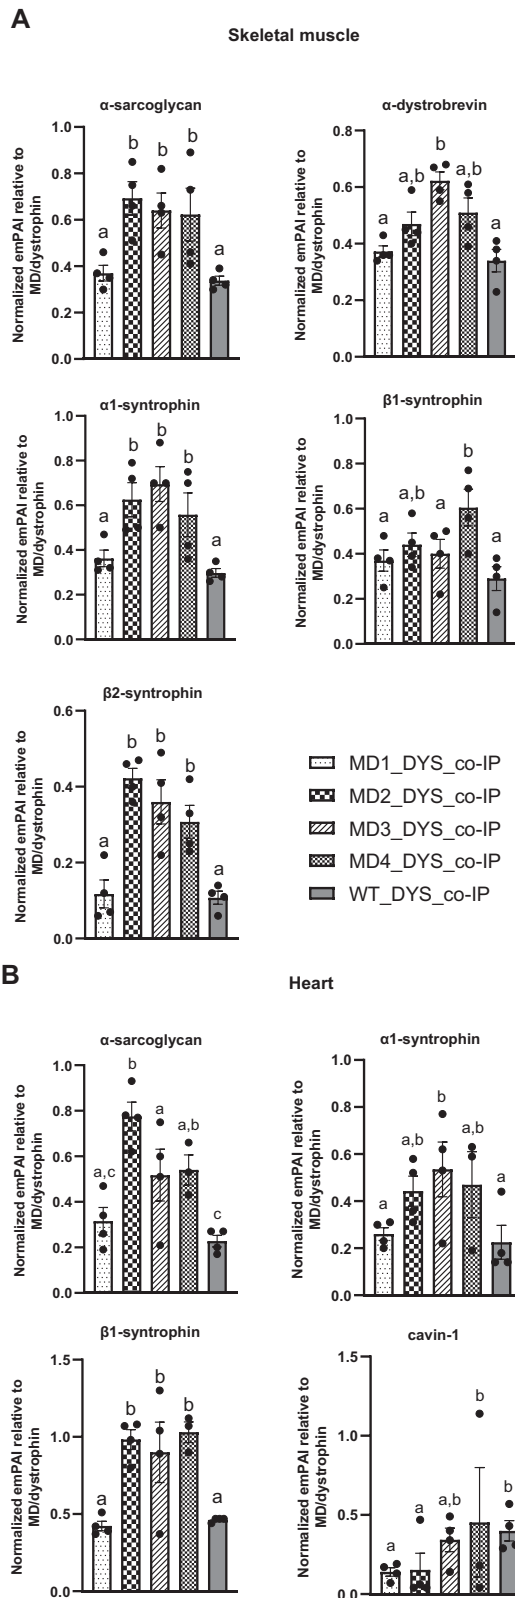 A
Skeletal muscle
α-sarcoglycan
Normalized emPAI relative to
MD/dystrophin
1.0
0.8
0.6
0.4
0.2
0.0
a
b
b
b
a
α-dystrobrevin
Normalized emPAI relative to
MD/dystrophin
0.8
0.6
0.4
0.2
0.0
a
a,b
b
a,b
a
α1-syntrophin
Normalized emPAI relative to
MD/dystrophin
1.0
0.8
0.6
0.4
0.2
0.0
a
b
b
b
a
β1-syntrophin
Normalized emPAI relative to
MD/dystrophin
1.0
0.8
0.6
0.4
0.2
0.0
a
a,b
a
b
a
β2-syntrophin
Normalized emPAI relative to
MD/dystrophin
0.6
0.4
0.2
0.0
a
b
b
b
a
MD1_DYS_co-IP
MD2_DYS_co-IP
MD3_DYS_co-IP
MD4_DYS_co-IP
WT_DYS_co-IP
B
Heart
α-sarcoglycan
Normalized emPAI relative to
MD/dystrophin
1.0
0.8
0.6
0.4
0.2
0.0
a,c
b
a
a,b
c
α1-syntrophin
Normalized emPAI relative to
MD/dystrophin
1.0
0.8
0.6
0.4
0.2
0.0
a
a,b
b
a,b
a
β1-syntrophin
Normalized emPAI relative to
MD/dystrophin
1.5
1.0
0.5
0.0
a
b
b
b
a
cavin-1
Normalized emPAI relative to
MD/dystrophin
1.5
1.0
0.5
0.0
a
a
a,b
b
b